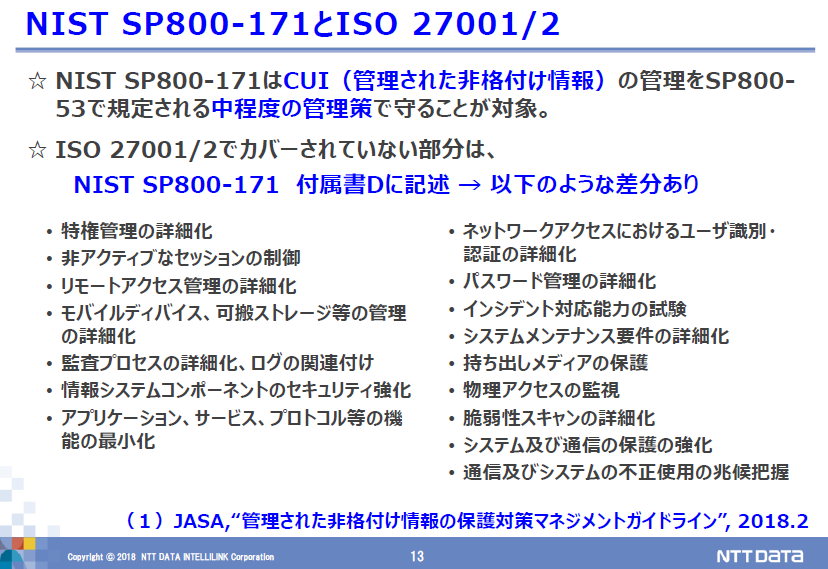 NIST SP800-171とISO 27001/2
☆ NIST SP800-171はCUI（管理された非格付け情報）の管理をSP800-
53で規定される中程度の管理策で守ることが対象。
☆ ISO 27001/2でカバーされていない部分は、
NIST SP800-171 付属書Dに記述 → 以下のような差分あり
• 特権管理の詳細化
• 非アクティブなセッションの制御
• リモートアクセス管理の詳細化
• モバイルディバイス、可搬ストレージ等の管理
の詳細化
• 監査プロセスの詳細化、ログの関連付け
• 情報システムコンポーネントのセキュリティ強化
• アプリケーション、サービス、プロトコル等の機
能の最小化
• ネットワークアクセスにおけるユーザ識別・
認証の詳細化
• パスワード管理の詳細化
• インシデント対応能力の試験
• システムメンテナンス要件の詳細化
• 持ち出しメディアの保護
• 物理アクセスの監視
• 脆弱性スキャンの詳細化
• システム及び通信の保護の強化
• 通信及びシステムの不正使用の兆候把握
（１）JASA,“管理された非格付け情報の保護対策マネジメントガイドライン”, 2018.2
Copyright © 2018 NTT DATA INTELLILINK Corporation
13
NTT DATA